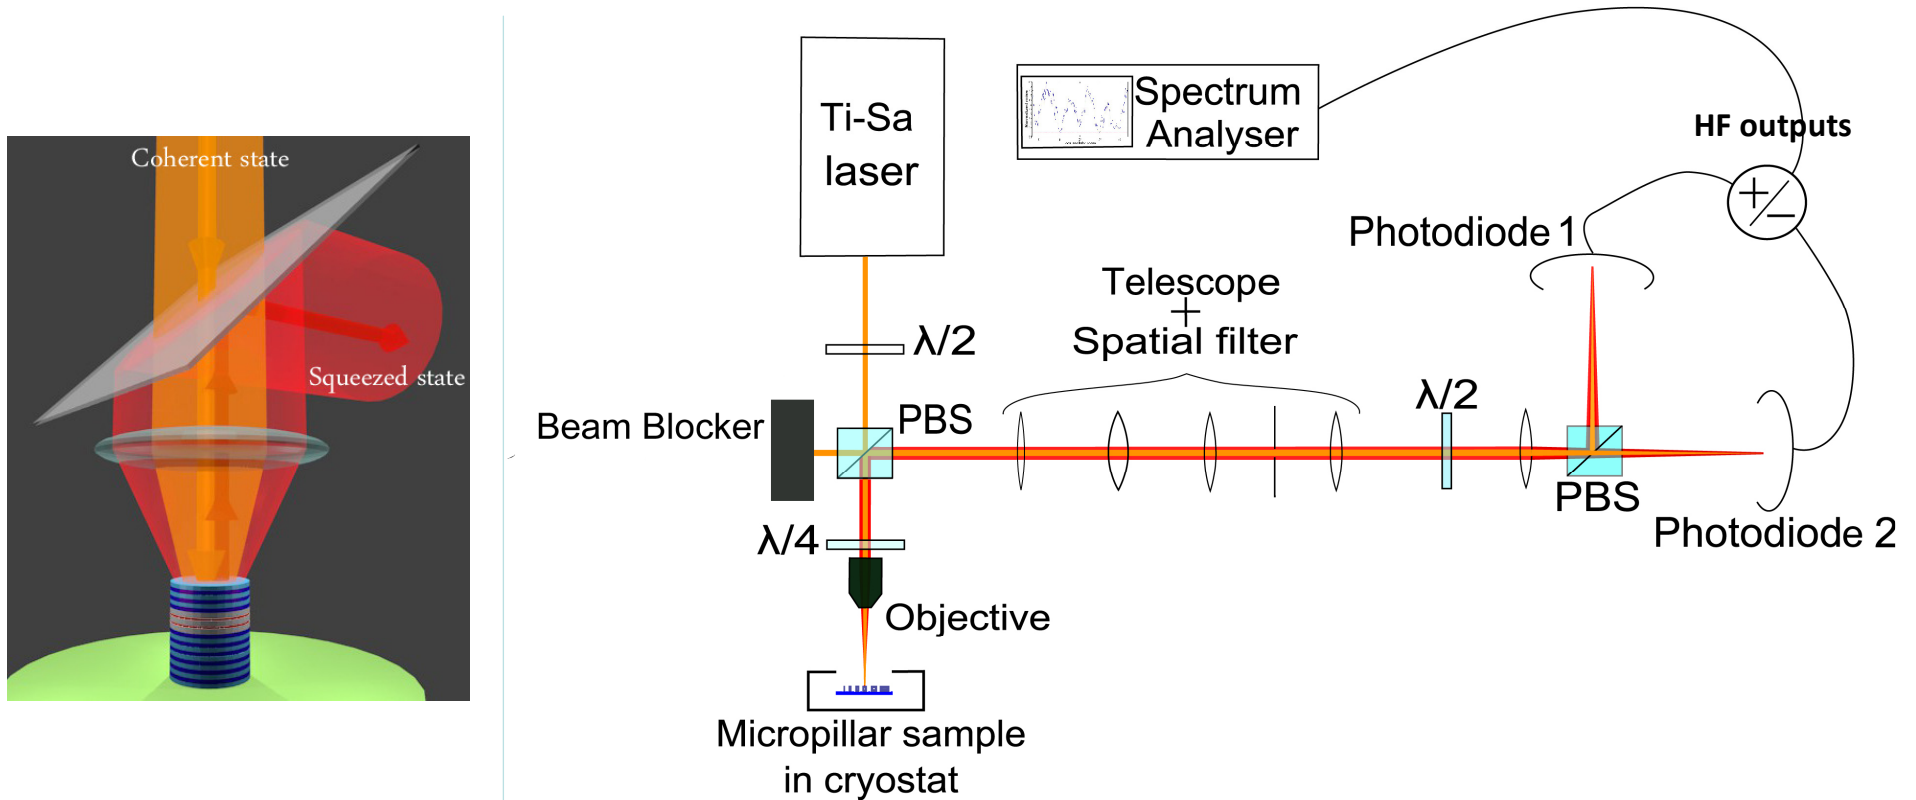 Coherent state
Squeezed state
Ti-Sa
laser
Spectrum
Analyser
HF outputs
+/−
Photodiode 1
Telescope
+
Spatial filter
λ/2
λ/2
Beam Blocker
PBS
PBS
Photodiode 2
λ/4
Objective
Micropillar sample
in cryostat